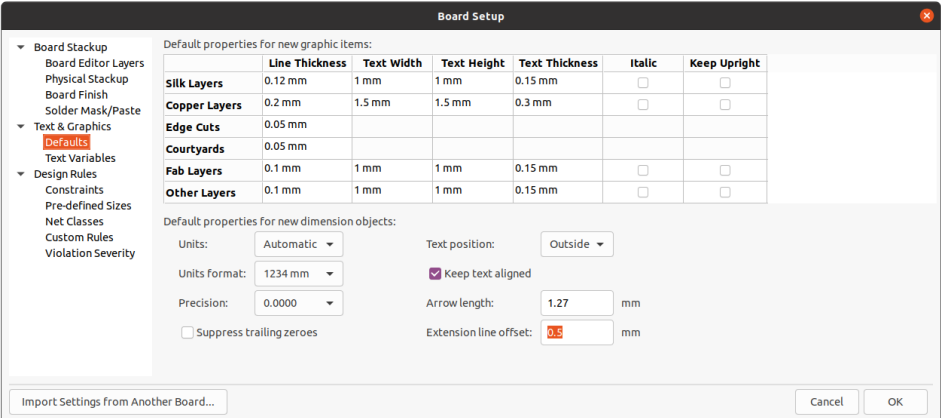 Board Setup
Board Stackup
Board Editor Layers
Physical Stackup
Board Finish
Solder Mask/Paste
Text & Graphics
Defaults
Text Variables
Design Rules
Constraints
Pre-defined Sizes
Net Classes
Custom Rules
Violation Severity
Default properties for new graphic items:
Line Thickness Text Width Text Height Text Thickness Italic Keep Upright
Silk Layers 0.12 mm 1 mm 1 mm 0.15 mm
Copper Layers 0.2 mm 1.5 mm 1.5 mm 0.3 mm
Edge Cuts 0.05 mm
Courtyards 0.05 mm
Fab Layers 0.1 mm 1 mm 1 mm 0.15 mm
Other Layers 0.1 mm 1 mm 1 mm 0.15 mm
Default properties for new dimension objects:
Units: Automatic Text position: Outside
Units format: 1234 mm Keep text aligned
Precision: 0.0000 Arrow length: 1.27 mm
Suppress trailing zeroes Extension line offset: 0.5 mm
Import Settings from Another Board... Cancel OK